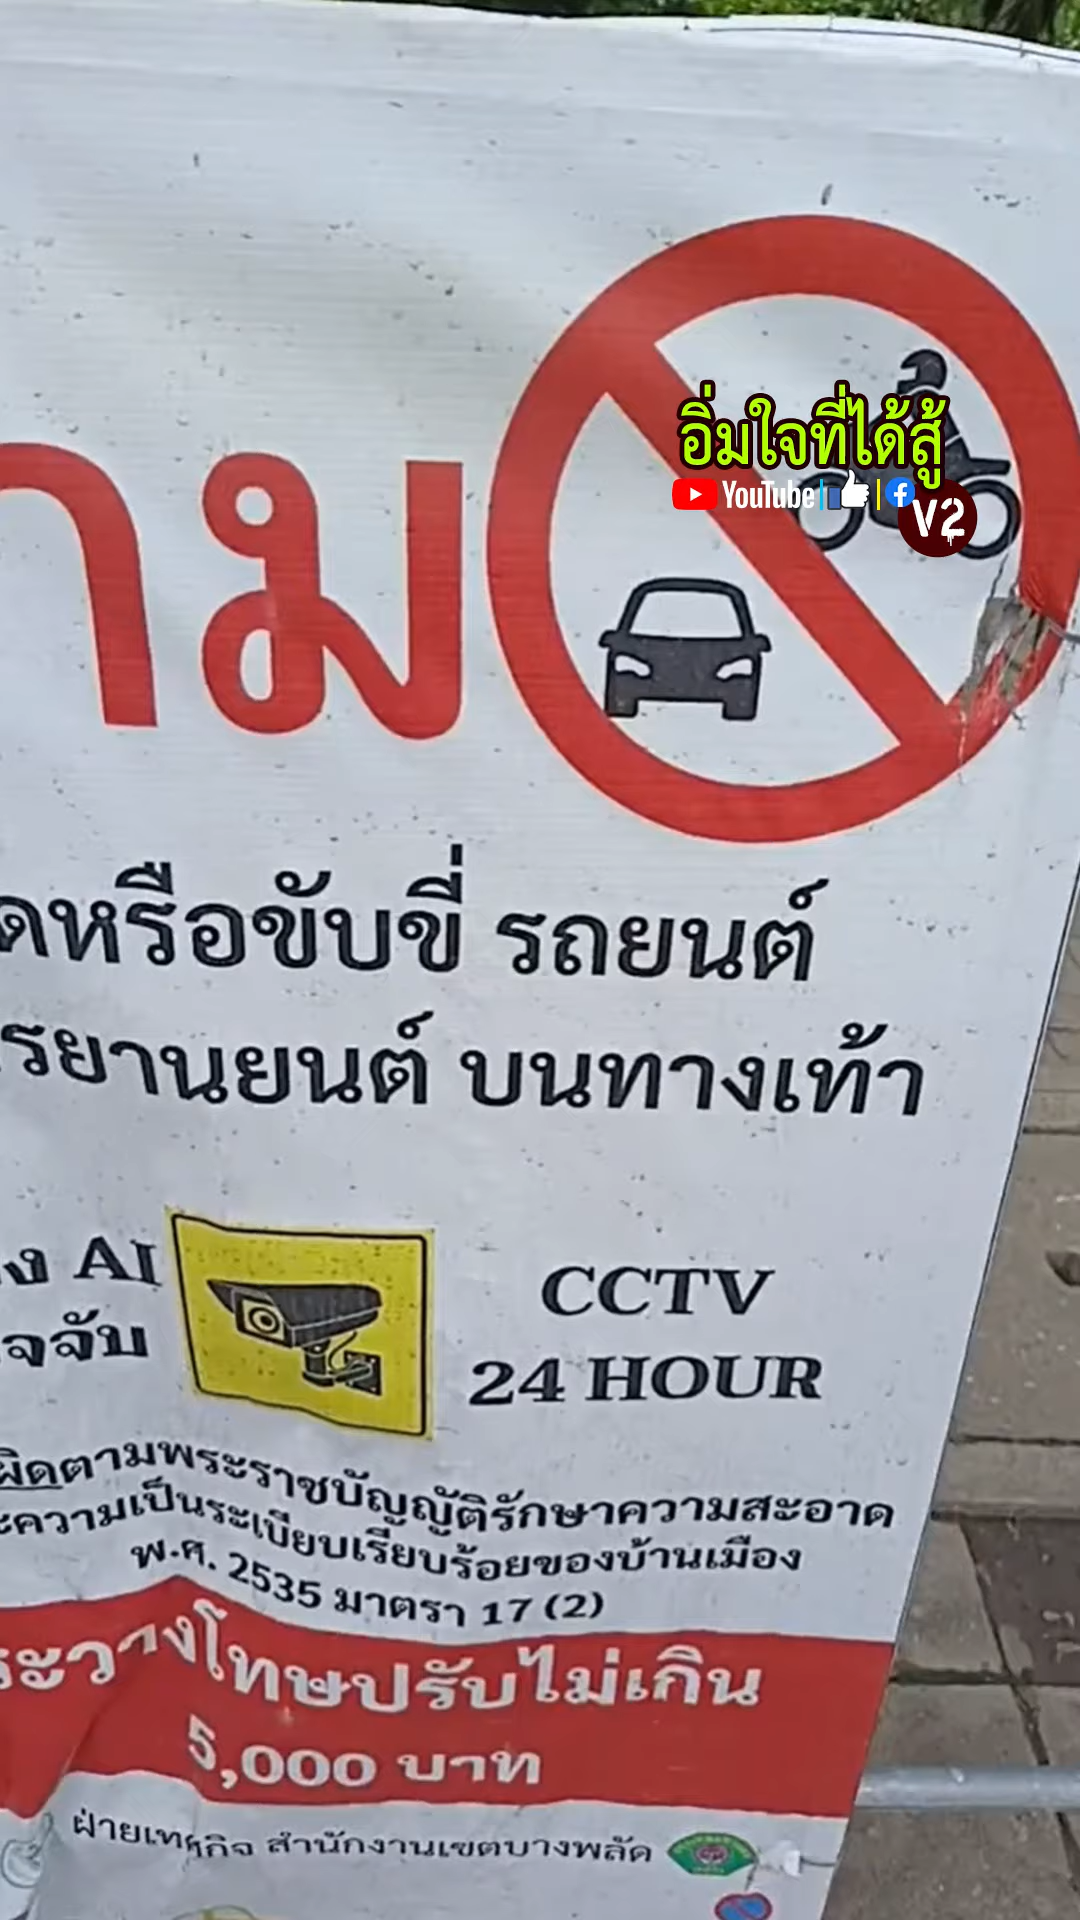 อิ่มใจที่ได้สู้
YouTube
V2
าม
ดหรือขับขี่ รถยนต์
รยานยนต์ บนทางเท้า
ง AI
จจับ
CCTV
24 HOUR
ผิดตามพระราชบัญญัติรักษาความสะอาด
ะความเป็นระเบียบเรียบร้อยของบ้านเมือง
พ.ศ. 2535 มาตรา 17 (2)
ระวางโทษปรับไม่เกิน
5,000 บาท
ฝ่ายเทศกิจ สำนักงานเขตบางพลัด